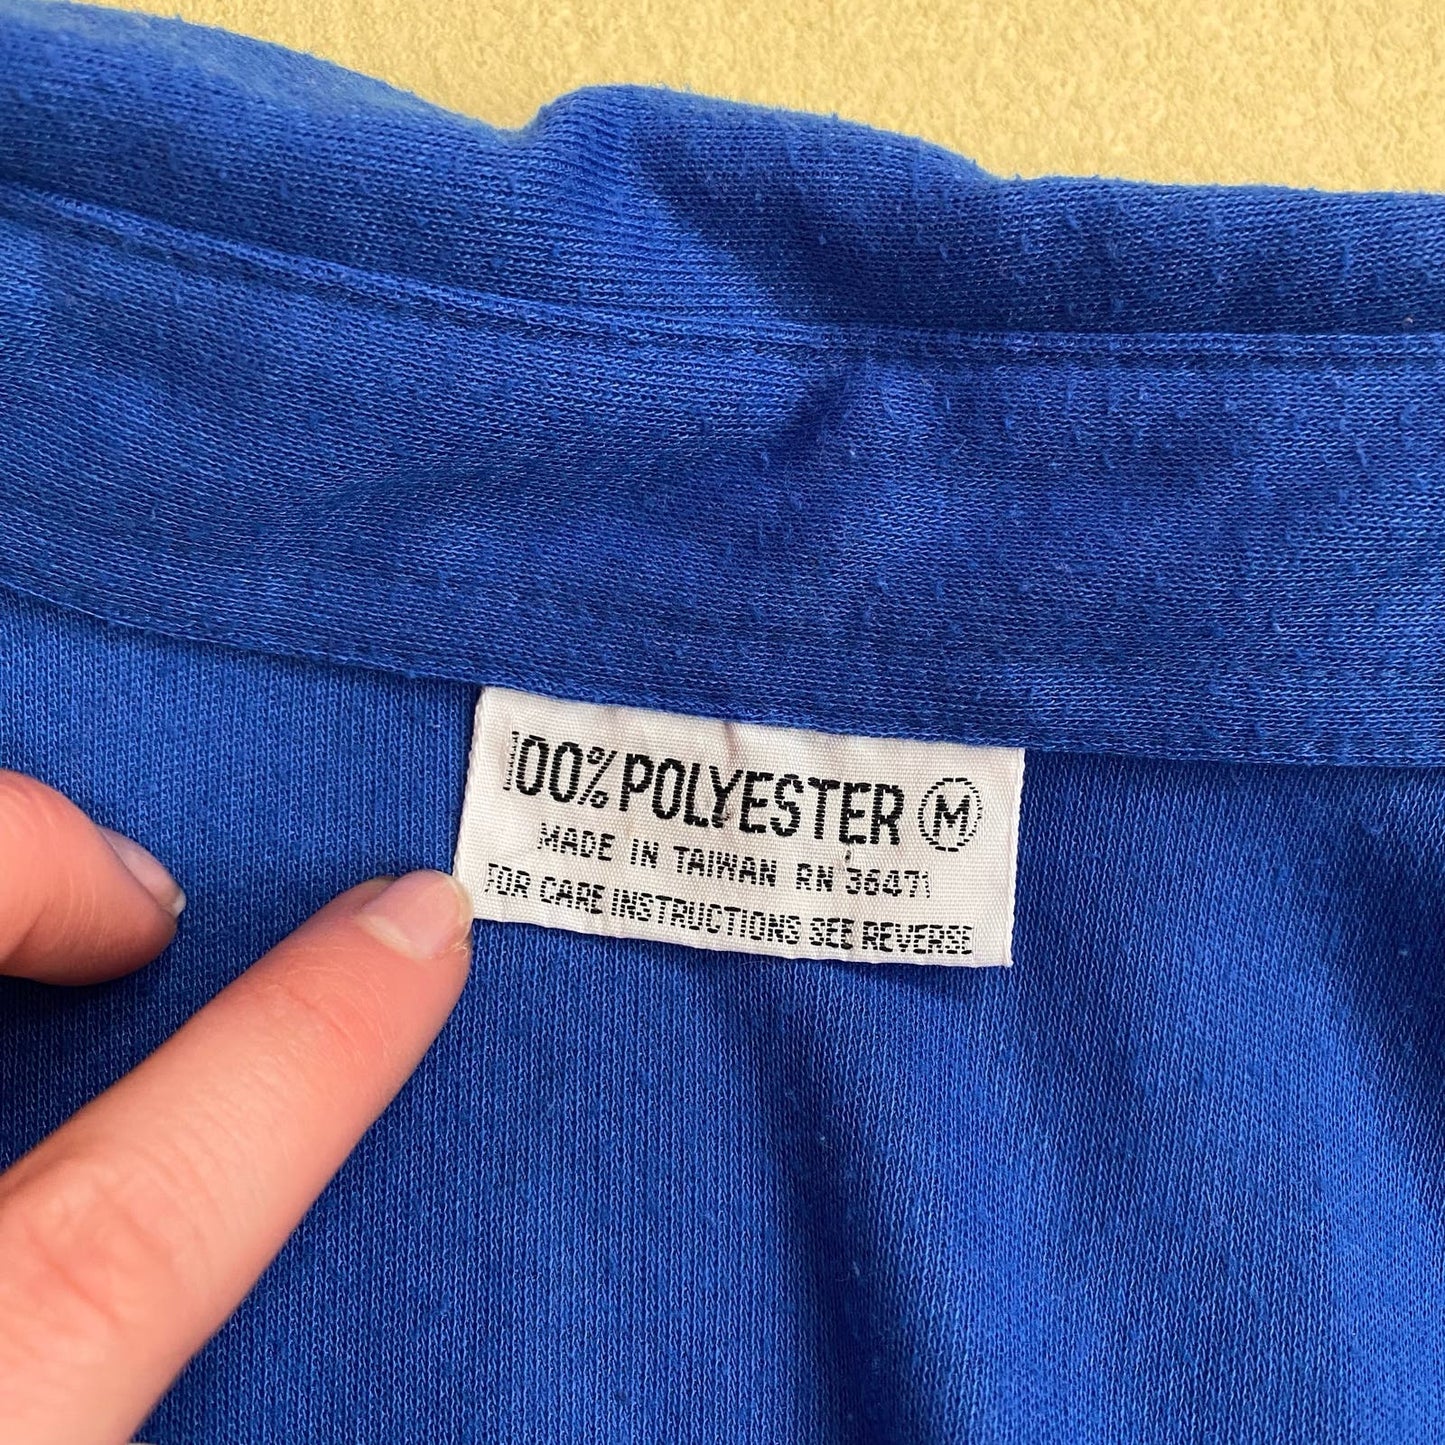 100% POLYESTER M
MADE IN TAIWAN RN 36471
FOR CARE INSTRUCTIONS SEE REVERSE